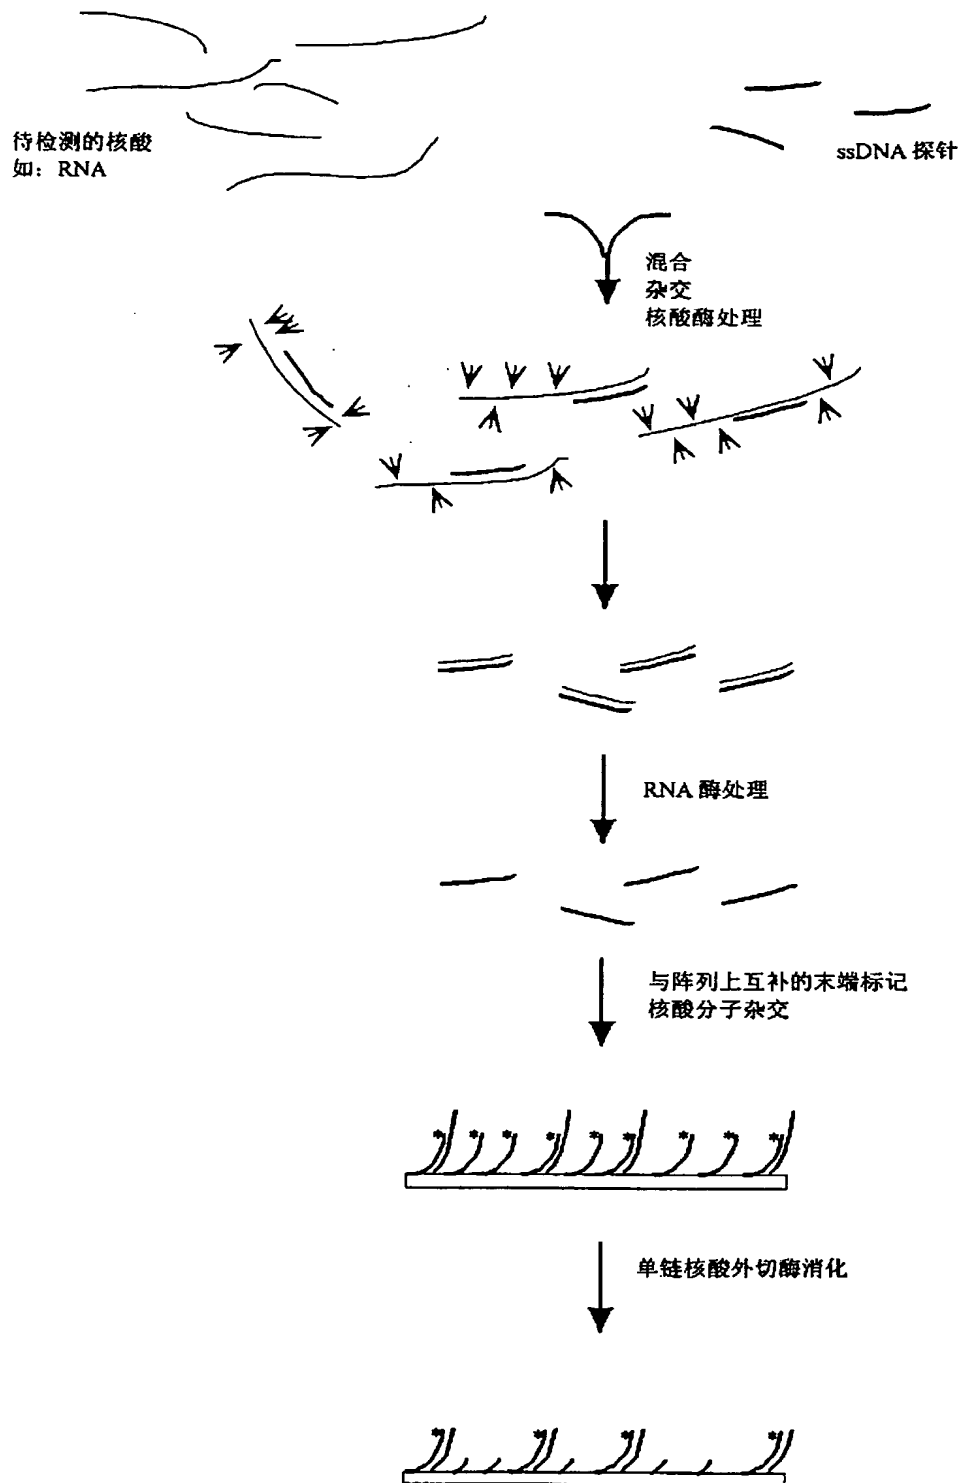 待检测的核酸
如：RNA
ssDNA 探针
混合
杂交
核酸酶处理
RNA 酶处理
与阵列上互补的末端标记
核酸分子杂交
* * * * * * * * *
单链核酸外切酶消化
* * * *